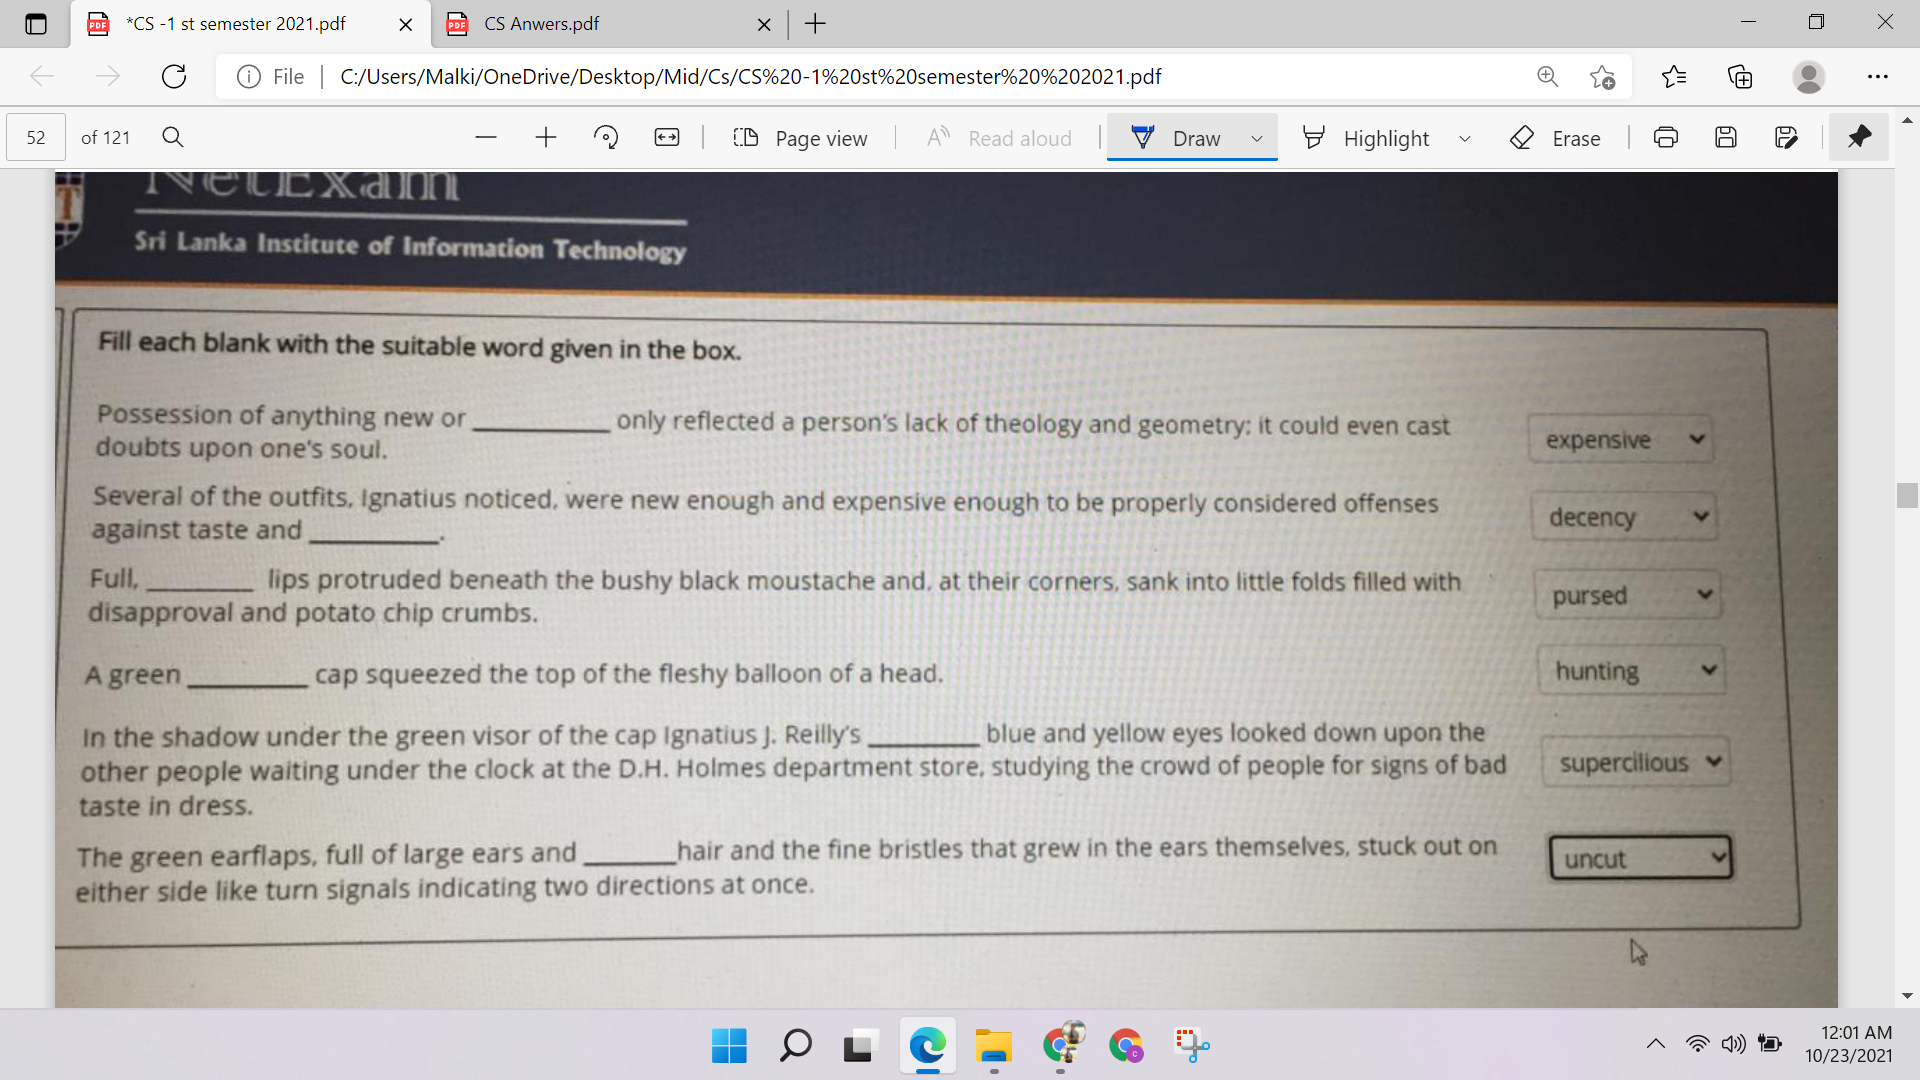 *CS -1 st semester 2021.pdf
CS Anwers.pdf
File
C:/Users/Malki/OneDrive/Desktop/Mid/Cs/CS%20-1%20st%20semester%20%202021.pdf
52 of 121
Page view
Read aloud
Draw
Highlight
Erase
NetExam
Sri Lanka Institute of Information Technology
Fill each blank with the suitable word given in the box.
Possession of anything new or __________ only reflected a person's lack of theology and geometry; it could even cast
doubts upon one's soul.
expensive
Several of the outfits, Ignatius noticed, were new enough and expensive enough to be properly considered offenses
against taste and __________.
decency
Full, ________ lips protruded beneath the bushy black moustache and, at their corners, sank into little folds filled with
disapproval and potato chip crumbs.
pursed
A green _________ cap squeezed the top of the fleshy balloon of a head.
hunting
In the shadow under the green visor of the cap Ignatius J. Reilly's ________ blue and yellow eyes looked down upon the
other people waiting under the clock at the D.H. Holmes department store, studying the crowd of people for signs of bad
taste in dress.
supercilious
The green earflaps, full of large ears and _______hair and the fine bristles that grew in the ears themselves, stuck out on
either side like turn signals indicating two directions at once.
uncut
12:01 AM
10/23/2021